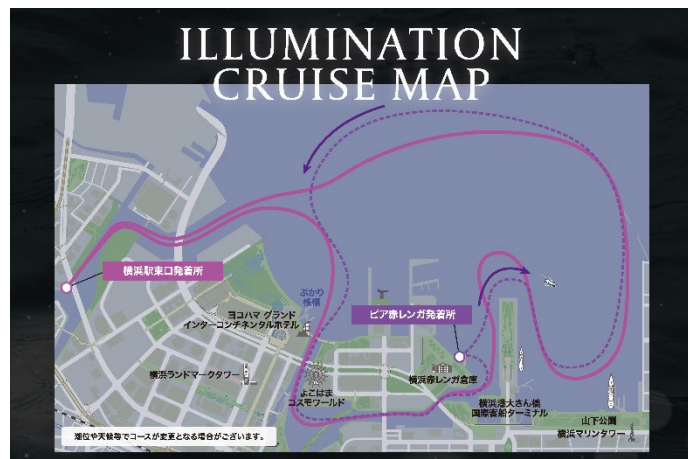 ILLUMINATION
CRUISE MAP
横浜駅東口発着所
ぷかり
桟橋
ヨコハマ グランド
インターコンチネンタルホテル
ピア赤レンガ発着所
横浜ランドマークタワー
よこはま
コスモワールド
横浜赤レンガ倉庫
横浜港大さん橋
国際客船ターミナル
山下公園
横浜マリンタワー
潮位や天候等でコースが変更となる場合がございます。